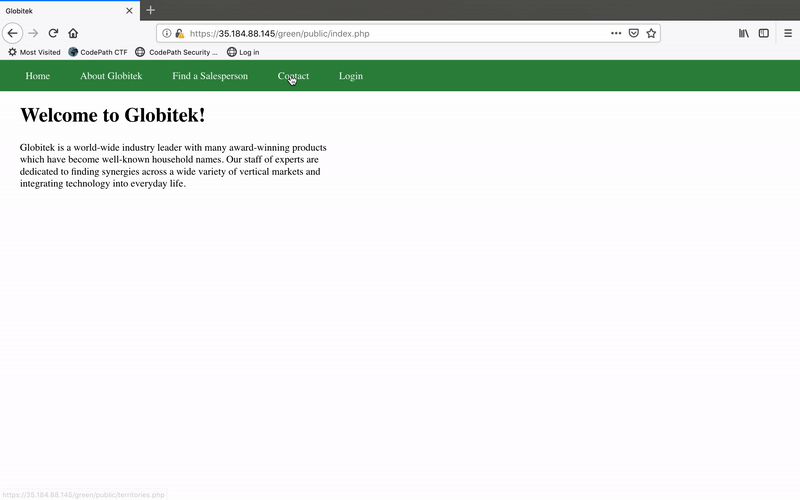 Globitek
https://35.184.88.145/green/public/index.php
Most Visited CodePath CTF CodePath Security ... Log in
Home About Globitek Find a Salesperson Contact Login
Welcome to Globitek!
Globitek is a world-wide industry leader with many award-winning products
which have become well-known household names. Our staff of experts are
dedicated to finding synergies across a wide variety of vertical markets and
integrating technology into everyday life.
https://35.184.88.145/green/public/territories.php